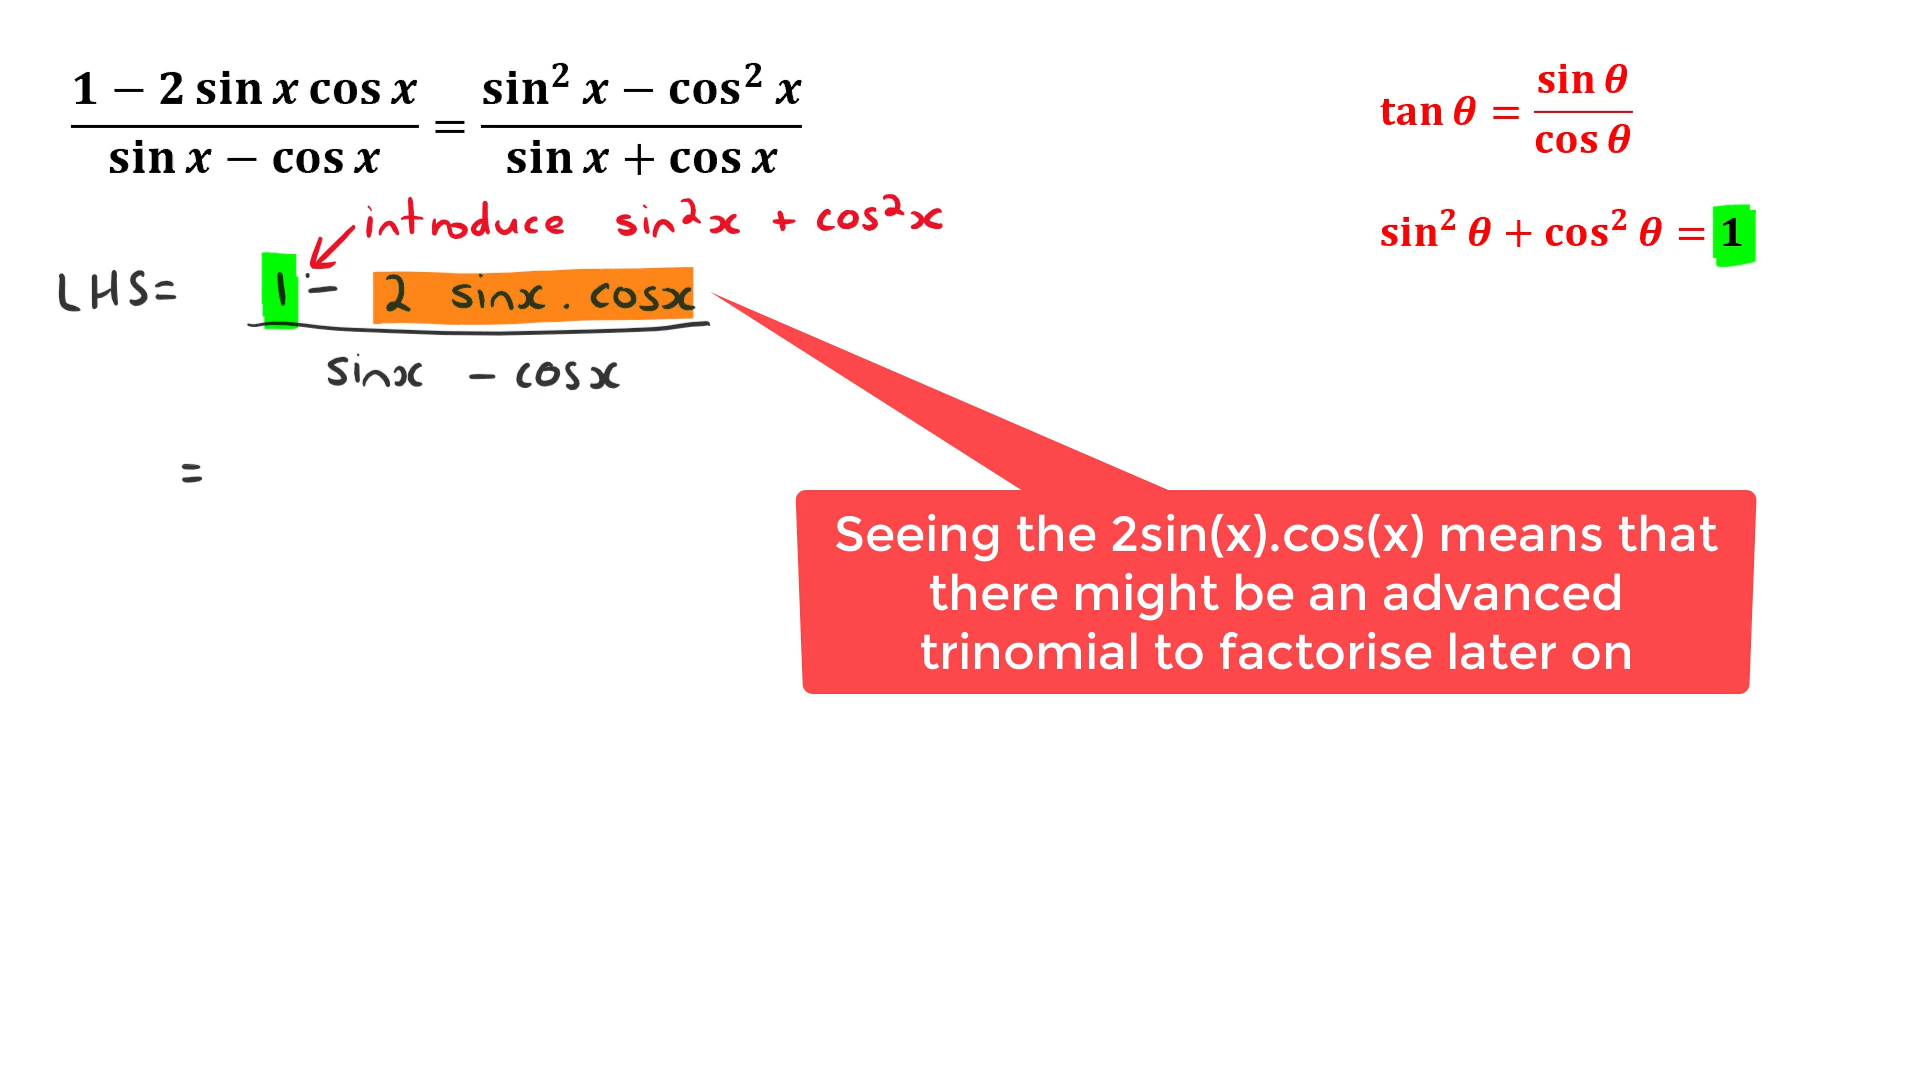 1 − 2 sin x cos x / sin x − cos x = sin² x − cos² x / sin x + cos x
tan θ = sin θ / cos θ
sin² θ + cos² θ = 1
introduce sin²x + cos²x
LHS = 1 − 2 sinx . cosx / sinx − cosx
=
Seeing the 2sin(x).cos(x) means that
there might be an advanced
trinomial to factorise later on